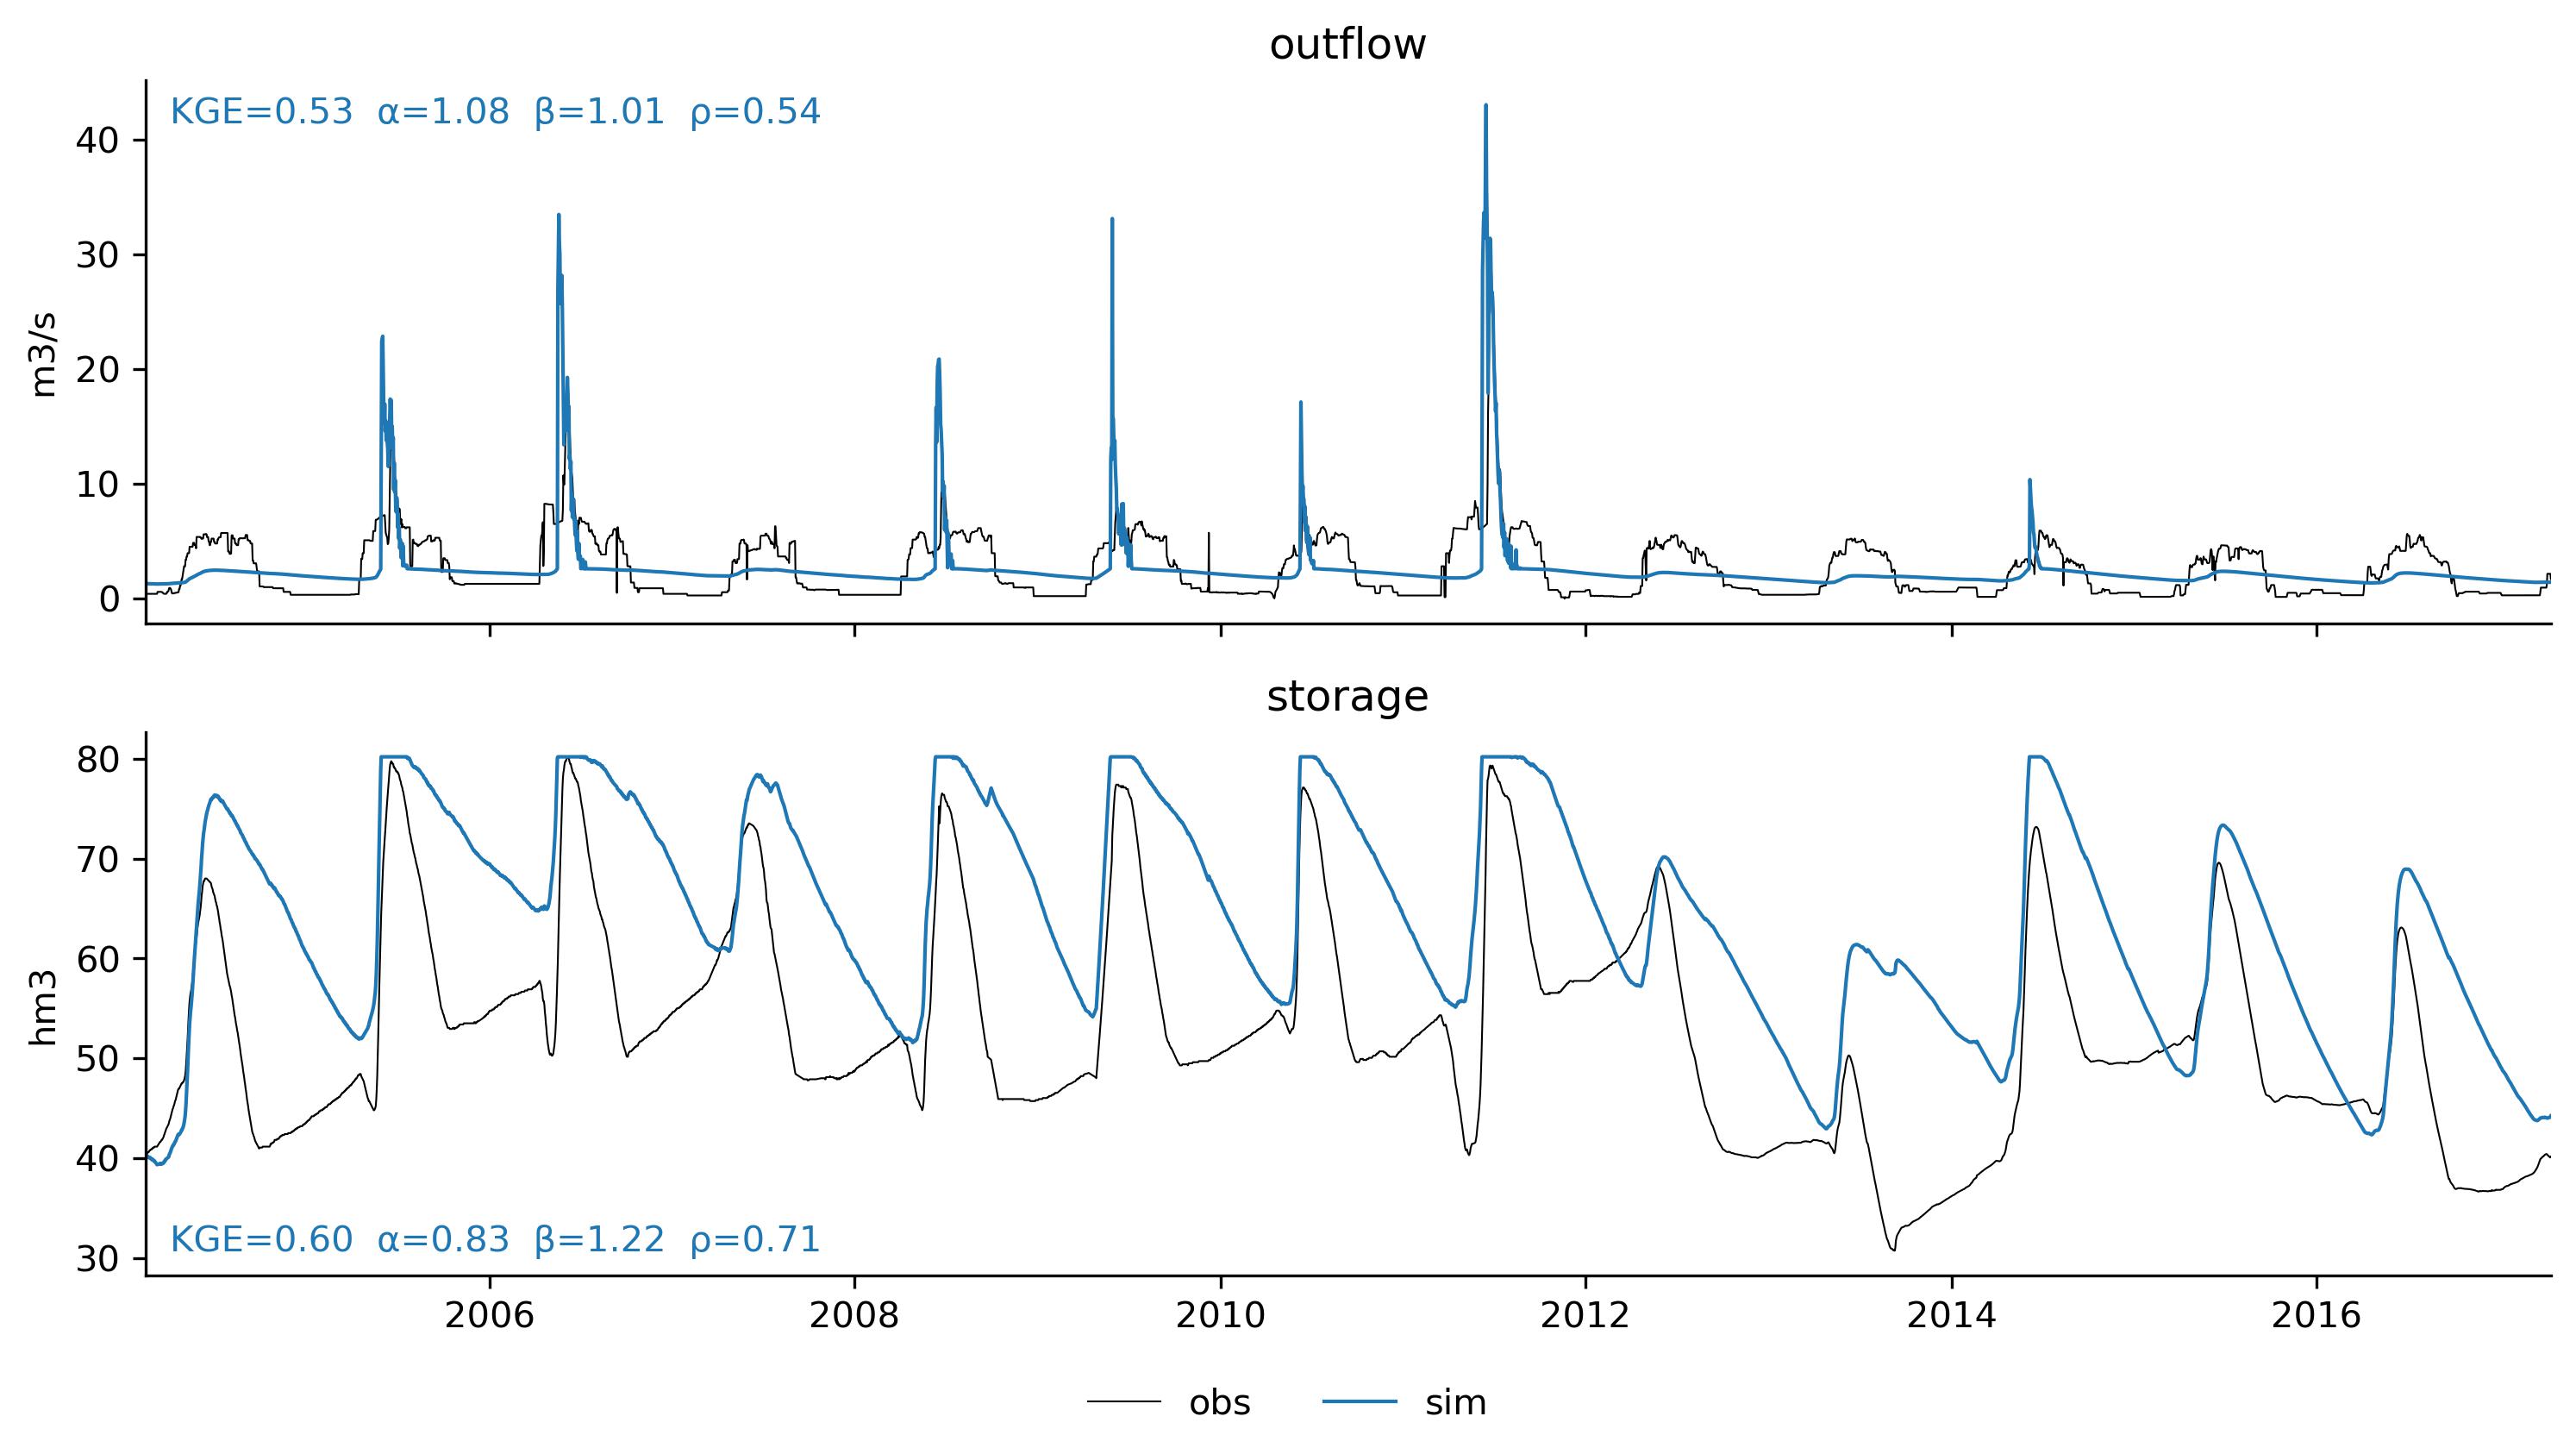 outflow
KGE=0.53 α=1.08 β=1.01 ρ=0.54
40
30
20
10
0
m3/s
storage
80
70
60
50
40
30
hm3
KGE=0.60 α=0.83 β=1.22 ρ=0.71
2006 2008 2010 2012 2014 2016
obs sim